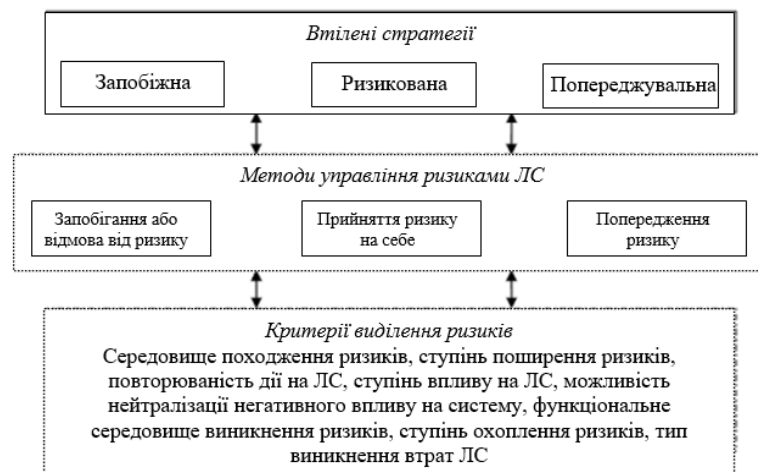 Втілені стратегії
Запобіжна
Ризикована
Попереджувальна
Методи управління ризиками ЛС
Запобігання або
відмова від ризику
Прийняття ризику
на себе
Попередження
ризику
Критерії виділення ризиків
Середовище походження ризиків, ступінь поширення ризиків,
повторюваність дії на ЛС, ступінь впливу на ЛС, можливість
нейтралізації негативного впливу на систему, функціональне
середовище виникнення ризиків, ступінь охоплення ризиків, тип
виникнення втрат ЛС